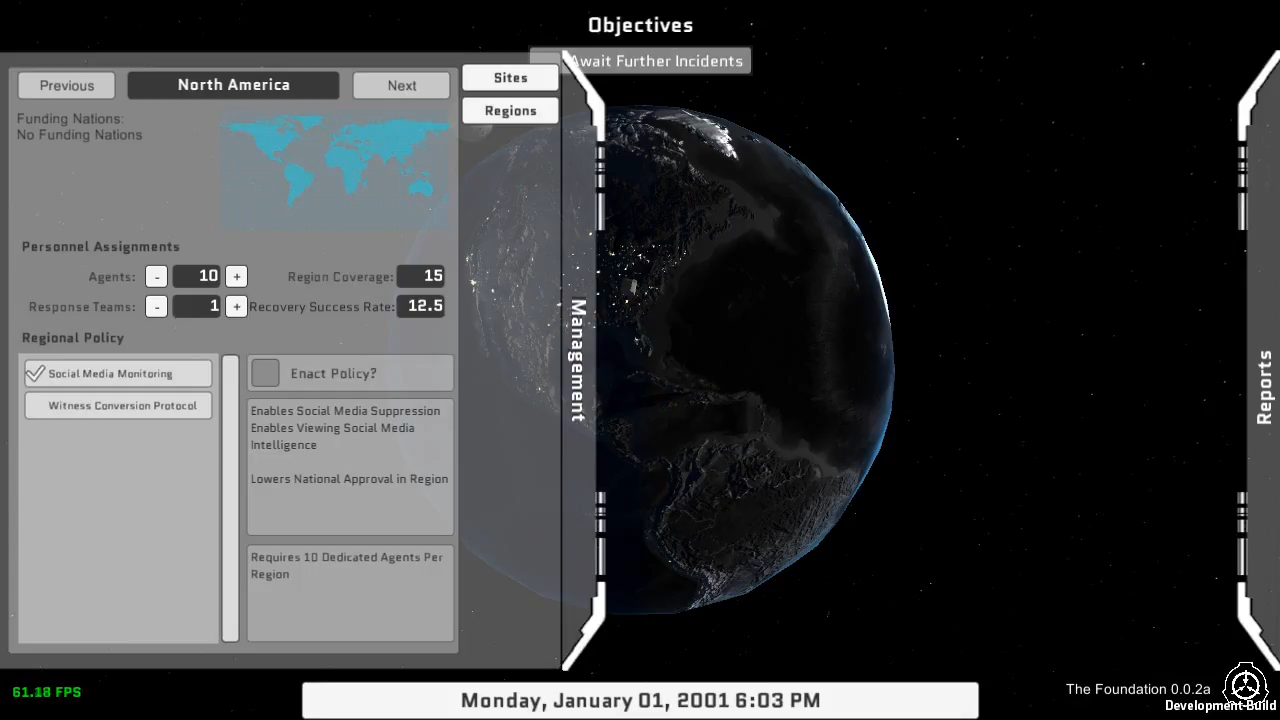 Objectives
Await Further Incidents
Previous
North America
Next
Sites
Regions
Funding Nations:
No Funding Nations
Personnel Assignments
Agents: - 10 + Region Coverage: 15
Response Teams: - 1 + Recovery Success Rate: 12.5
Regional Policy
Social Media Monitoring
Witness Conversion Protocol
Enact Policy?
Enables Social Media Suppression
Enables Viewing Social Media
Intelligence
Lowers National Approval in Region
Requires 10 Dedicated Agents Per
Region
Management
Reports
61.18 FPS
Monday, January 01, 2001 6:03 PM
The Foundation 0.0.2a
Development Build